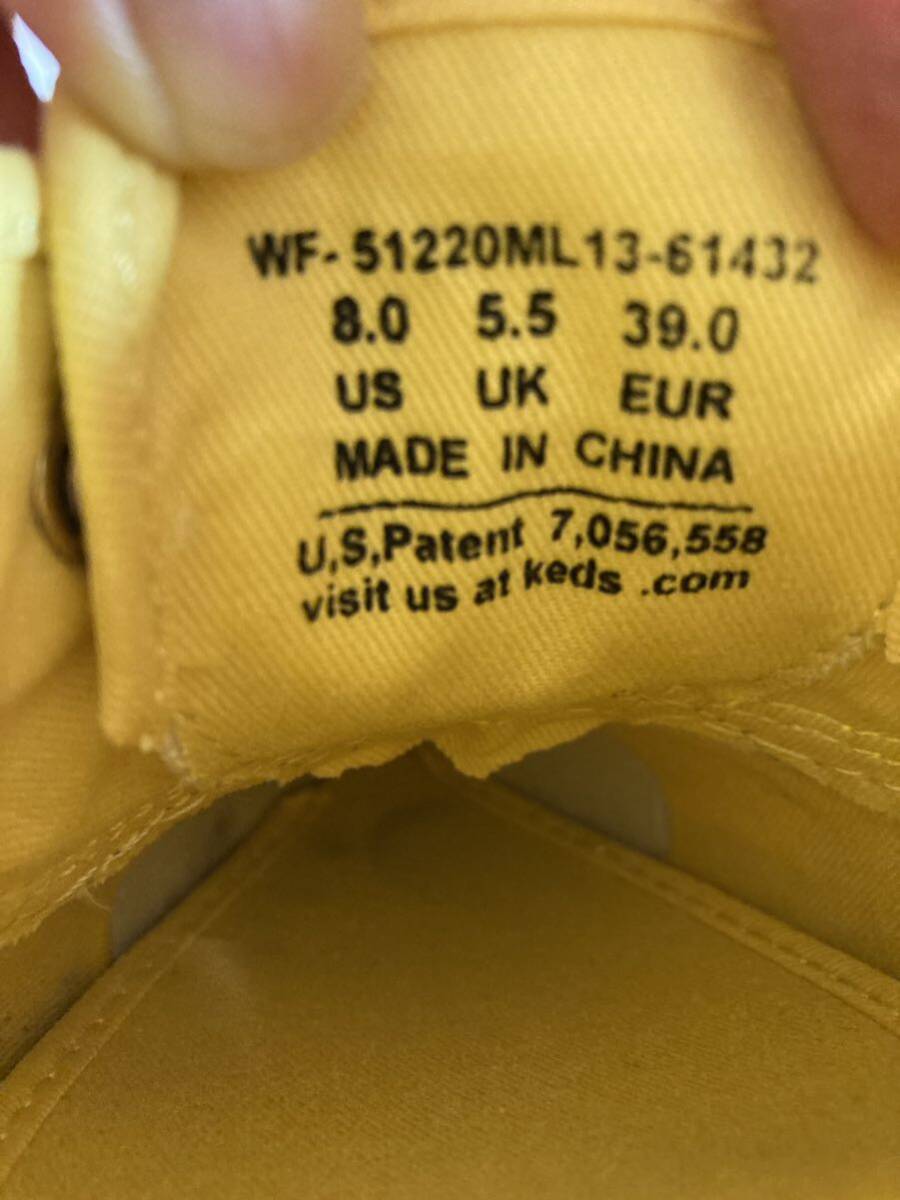 WF-51220ML13-61432
8.0 5.5 39.0
US UK EUR
MADE IN CHINA
U,S,Patent 7,056,558
visit us at keds .com